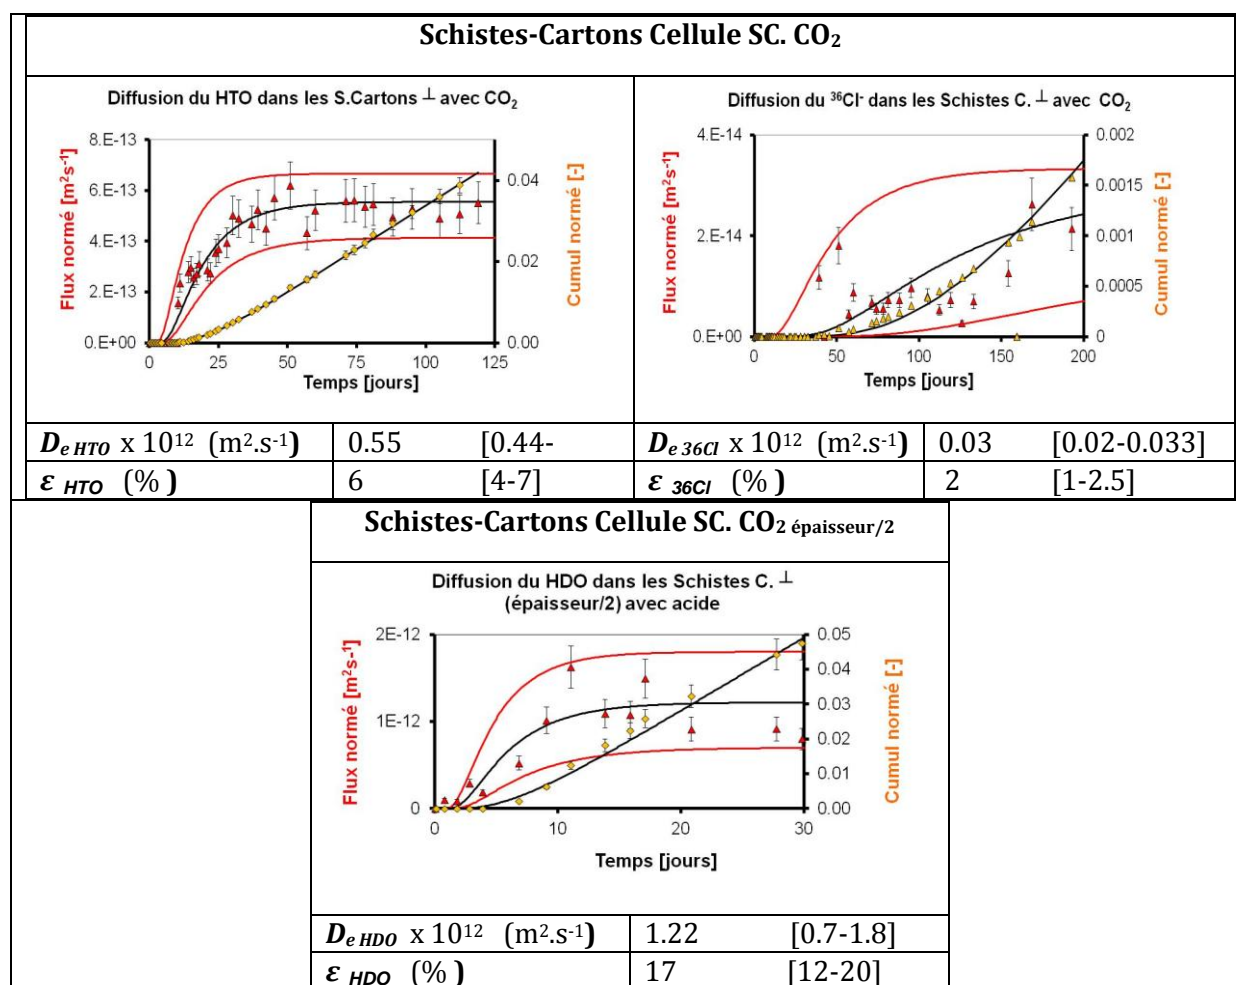 Schistes-Cartons Cellule SC. CO₂
Diffusion du HTO dans les S.Cartons ⊥ avec CO₂
8.E-13
6.E-13
4.E-13
2.E-13
0.E+00
Flux normé [m²s⁻¹]
0.04
0.02
0.00
Cumul normé [-]
0 25 50 75 100 125
Temps [jours]
Diffusion du ³⁶Cl⁻ dans les Schistes C. ⊥ avec CO₂
4.E-14
2.E-14
0.E+00
Flux normé [m²s⁻¹]
0.002
0.0015
0.001
0.0005
0
Cumul normé [-]
0 50 100 150 200
Temps [jours]
D e HTO x 10¹² (m².s⁻¹) 0.55 [0.44-
D e 36Cl x 10¹² (m².s⁻¹) 0.03 [0.02-0.033]
ε HTO (% ) 6 [4-7]
ε 36Cl (% ) 2 [1-2.5]
Schistes-Cartons Cellule SC. CO₂ épaisseur/2
Diffusion du HDO dans les Schistes C. ⊥
(épaisseur/2) avec acide
2E-12
1E-12
0
Flux normé [m²s-¹]
0.05
0.04
0.03
0.02
0.01
0.00
Cumul normé [-]
0 10 20 30
Temps [jours]
D e HDO x 10¹² (m².s⁻¹) 1.22 [0.7-1.8]
ε HDO (% ) 17 [12-20]